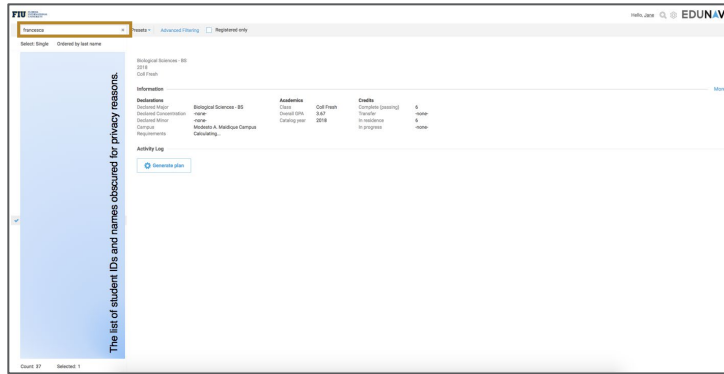 FIU FLORIDA INTERNATIONAL UNIVERSITY
Hello, Jane EDUNAV
francesca × Presets Advanced Filtering Registered only
Select: Single Ordered by last name
Biological Sciences - BS
2018
Coll Fresh
Information More
Declarations Academics Credits
Declared Major Biological Sciences - BS Class Coll Fresh Complete (passing) 6
Declared Concentration -none- Overall GPA 3.67 Transfer -none-
Declared Minor -none- Catalog year 2018 In residence 6
Campus Modesto A. Maidique Campus In progress -none-
Requirements Calculating...
Activity Log
Generate plan
The list of student IDs and names obscured for privacy reasons.
Count: 37 Selected: 1